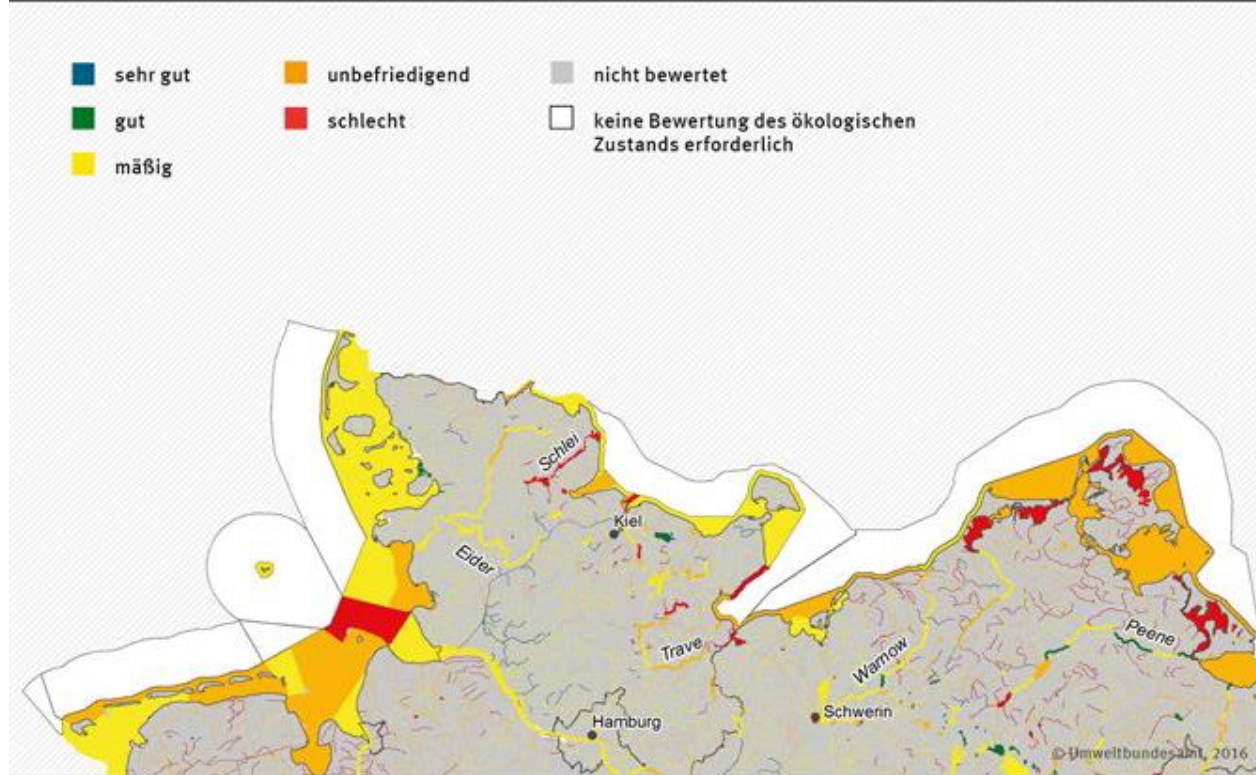 sehr gut
gut
mäßig
unbefriedigend
schlecht
nicht bewertet
keine Bewertung des ökologischen
Zustands erforderlich
Schlei
Kiel
Eider
Trave
Warnow
Peene
Schwerin
Hamburg
© Umweltbundesamt, 2016